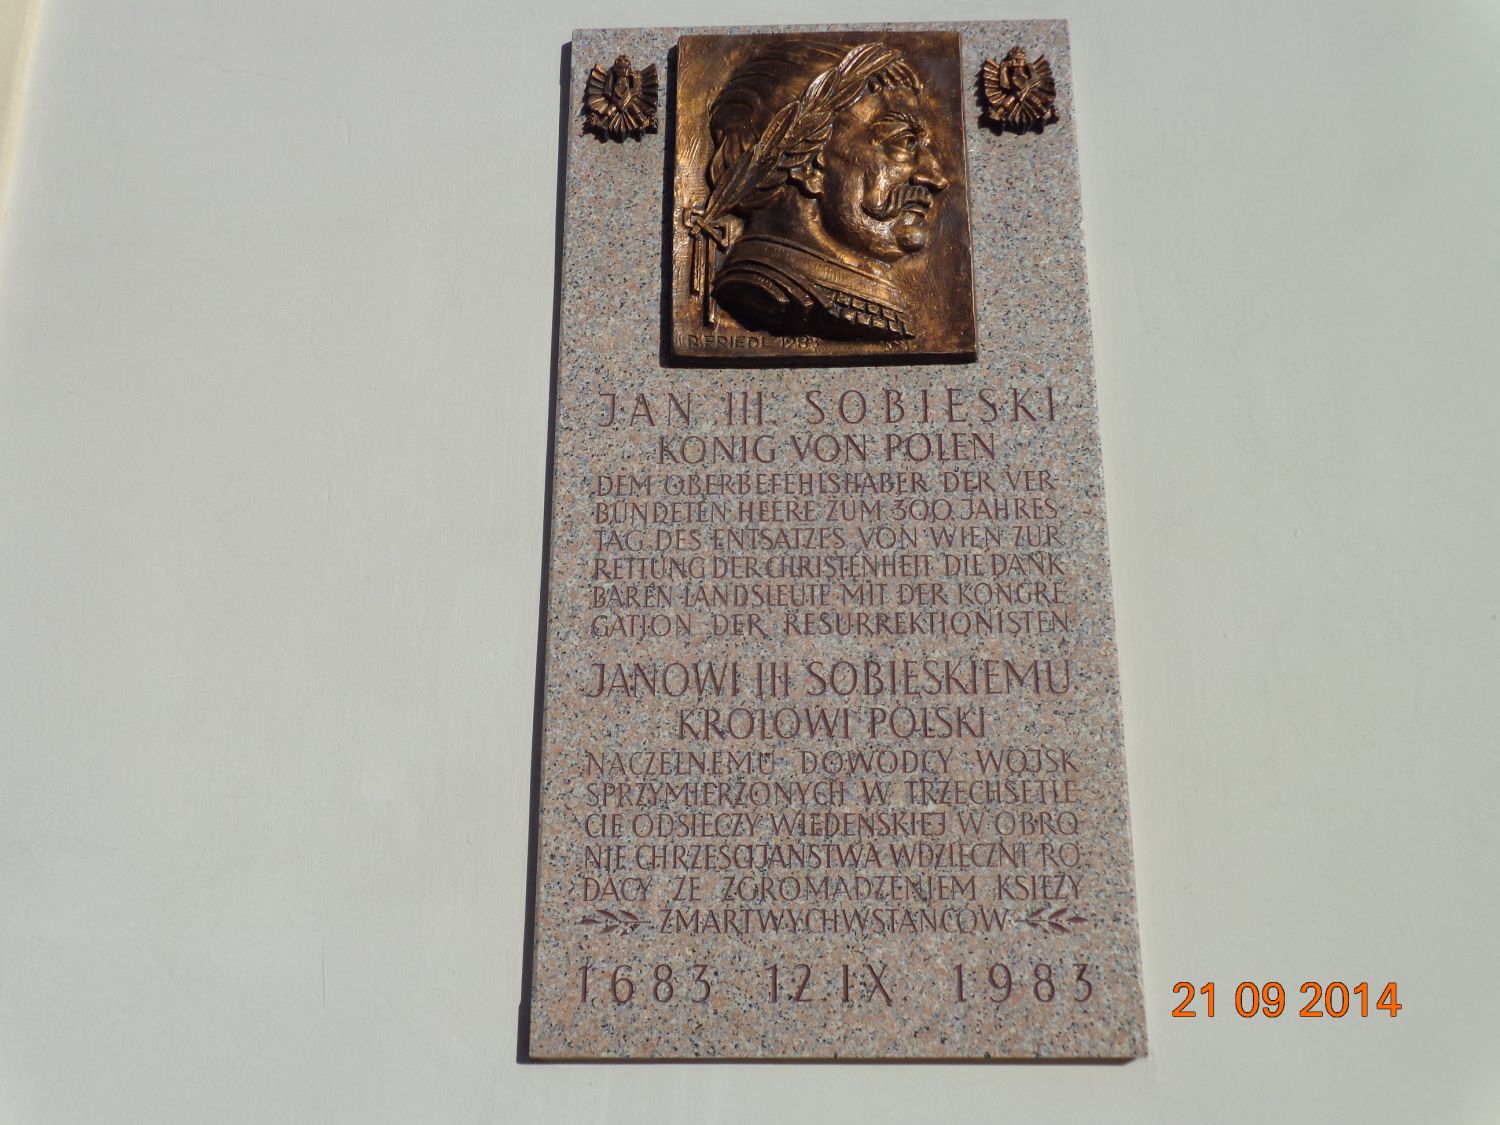 R.FRIEDL 1983
JAN III SOBIESKI
KÖNIG VON POLEN
DEM OBERBEFEHLSHABER DER VER
BÜNDETEN HEERE ZUM 300 JAHRES
TAG DES ENTSATZES VON WIEN ZUR
RETTUNG DER CHRISTENHEIT DIE DANK
BAREN LANDSLEUTE MIT DER KONGRE
GATION DER RESURREKTIONISTEN
JANOWI III SOBIESKIEMU
KRÓLOWI POLSKI
NACZELNEMU DOWODCY WOJSK
SPRZYMIERZONYCH W TRZECHSETLE
CIE ODSIECZY WIEDEŃSKIEJ W OBRO
NIE CHRZEŚCIJAŃSTWA WDZIĘCZNI RO
DACY ZE ZGROMADZENIEM KSIĘŻY
ZMARTWYCHWSTAŃCÓW
1683 12 IX 1983
21 09 2014